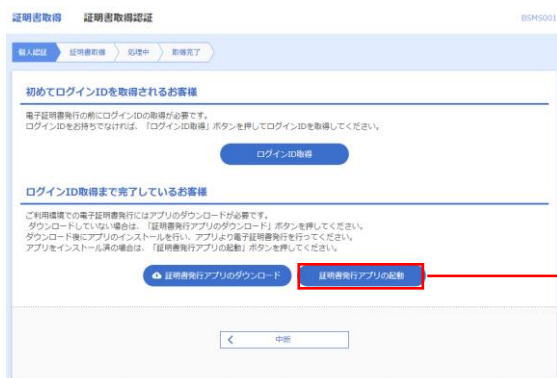 証明書取得 証明書取得認証 BSMS001
個人認証 証明書取得 処理中 取得完了
初めてログインIDを取得されるお客様
電子証明書発行の前にログインIDの取得が必要です。
ログインIDをお持ちでなければ、「ログインID取得」ボタンを押してログインIDを取得してください。
ログインID取得
ログインID取得まで完了しているお客様
ご利用環境での電子証明書発行にはアプリのダウンロードが必要です。
ダウンロードしていない場合は、「証明書発行アプリのダウンロード」ボタンを押してください。
ダウンロード後にアプリのインストールを行い、アプリより電子証明書発行を行ってください。
アプリをインストール済の場合は、「証明書発行アプリの起動」ボタンを押してください。
証明書発行アプリのダウンロード 証明書発行アプリの起動
中断